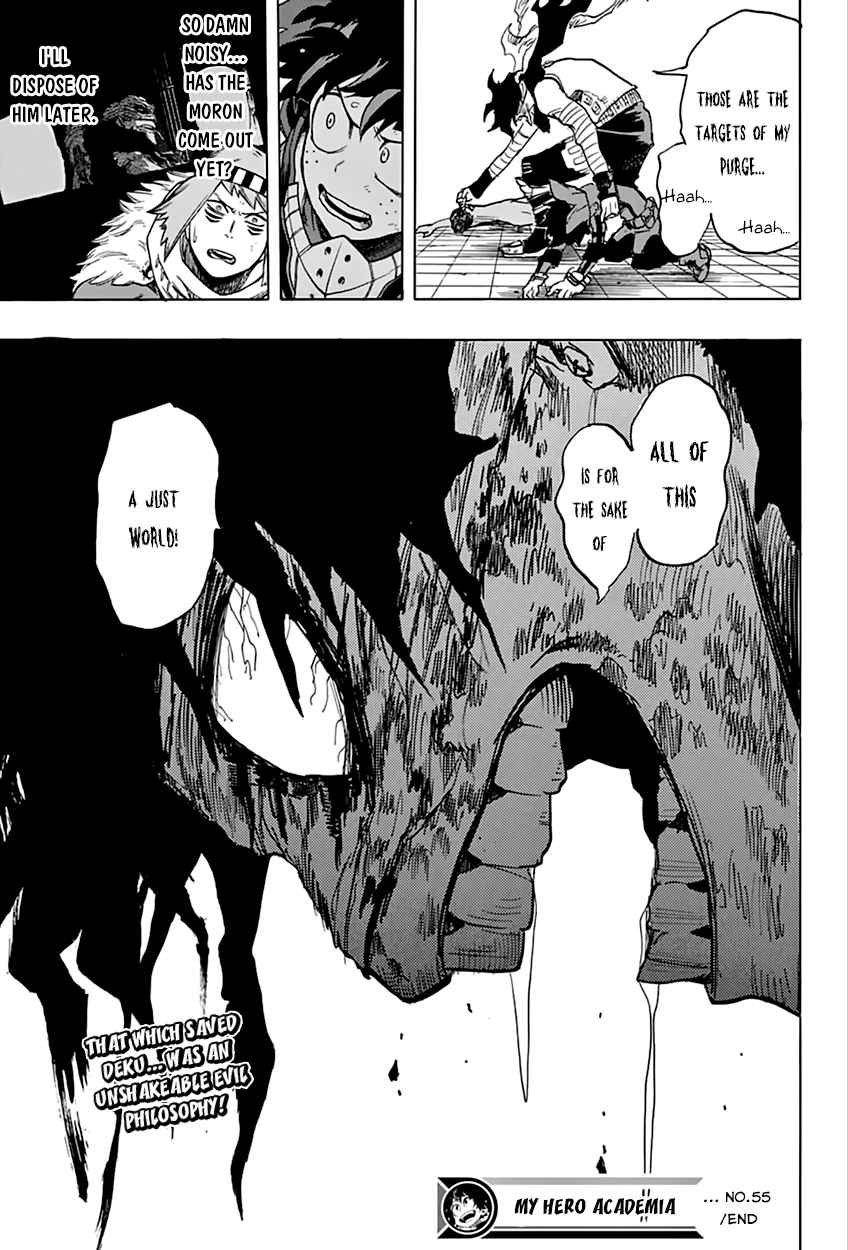 THOSE ARE THE
TARGETS OF MY
PURGE...
Haah...
Haah...
SO DAMN
NOISY...
HAS THE
MORON
COME OUT
YET?
I'LL
DISPOSE OF
HIM LATER.
ALL OF
THIS
IS FOR
THE SAKE
OF
A JUST
WORLD!
THAT WHICH SAVED
DEKU... WAS AN
UNSHAKEABLE EVIL
PHILOSOPHY!
MY HERO ACADEMIA
... NO.55
/END